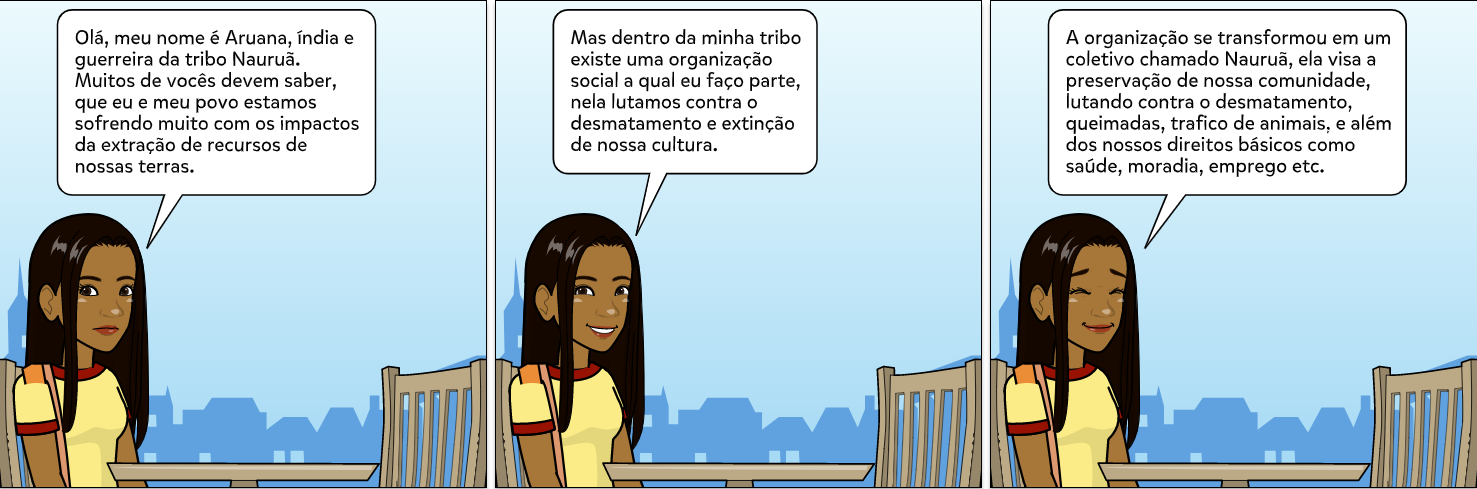 Olá, meu nome é Aruana, índia e
guerreira da tribo Nauruã.
Muitos de vocês devem saber,
que eu e meu povo estamos
sofrendo muito com os impactos
da extração de recursos de
nossas terras.
Mas dentro da minha tribo
existe uma organização
social a qual eu faço parte,
nela lutamos contra o
desmatamento e extinção
de nossa cultura.
A organização se transformou em um
coletivo chamado Nauruã, ela visa a
preservação de nossa comunidade,
lutando contra o desmatamento,
queimadas, trafico de animais, e além
dos nossos direitos básicos como
saúde, moradia, emprego etc.